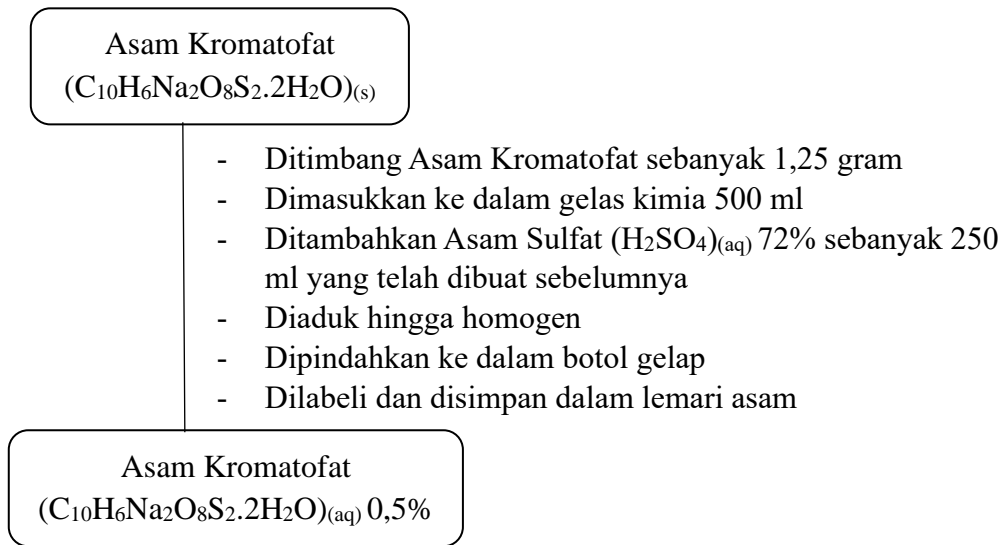 Asam Kromatofat
(C₁₀H₆Na₂O₈S₂.2H₂O)₍s₎
- Ditimbang Asam Kromatofat sebanyak 1,25 gram
- Dimasukkan ke dalam gelas kimia 500 ml
- Ditambahkan Asam Sulfat (H₂SO₄)₍aq₎ 72% sebanyak 250
ml yang telah dibuat sebelumnya
- Diaduk hingga homogen
- Dipindahkan ke dalam botol gelap
- Dilabeli dan disimpan dalam lemari asam
Asam Kromatofat
(C₁₀H₆Na₂O₈S₂.2H₂O)₍aq₎ 0,5%